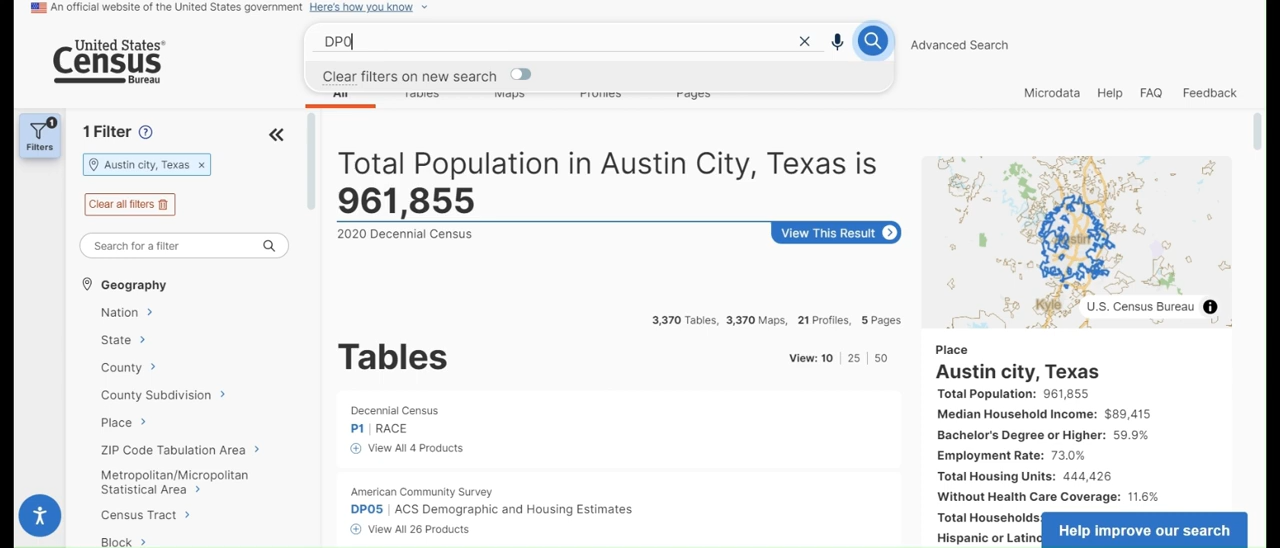 An official website of the United States government Here's how you know
United States®
Census
Bureau
DP0
Clear filters on new search
Advanced Search
All Tables Maps Profiles Pages
Microdata Help FAQ Feedback
1
Filters
1 Filter
Austin city, Texas
Clear all filters
Search for a filter
Geography
Nation
State
County
County Subdivision
Place
ZIP Code Tabulation Area
Metropolitan/Micropolitan
Statistical Area
Census Tract
Block
Total Population in Austin City, Texas is
961,855
2020 Decennial Census
View This Result
3,370 Tables, 3,370 Maps, 21 Profiles, 5 Pages
Tables
View: 10 | 25 | 50
Decennial Census
P1 | RACE
View All 4 Products
American Community Survey
DP05 | ACS Demographic and Housing Estimates
View All 26 Products
Austin
Kyle
U.S. Census Bureau
Place
Austin city, Texas
Total Population: 961,855
Median Household Income: $89,415
Bachelor's Degree or Higher: 59.9%
Employment Rate: 73.0%
Total Housing Units: 444,426
Without Health Care Coverage: 11.6%
Total Households:
Hispanic or Latino
Help improve our search